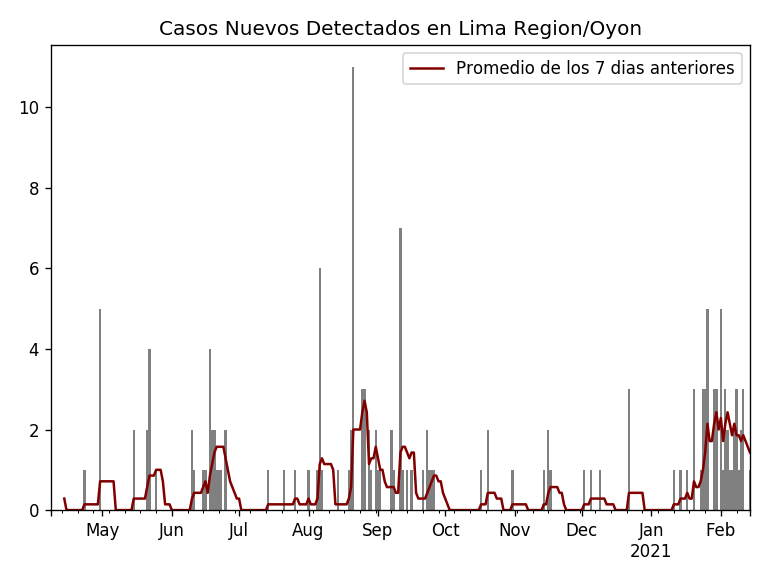 Casos Nuevos Detectados en Lima Region/Oyon
Promedio de los 7 dias anteriores
10
8
6
4
2
0
May Jun Jul Aug Sep Oct Nov Dec Jan Feb
2021